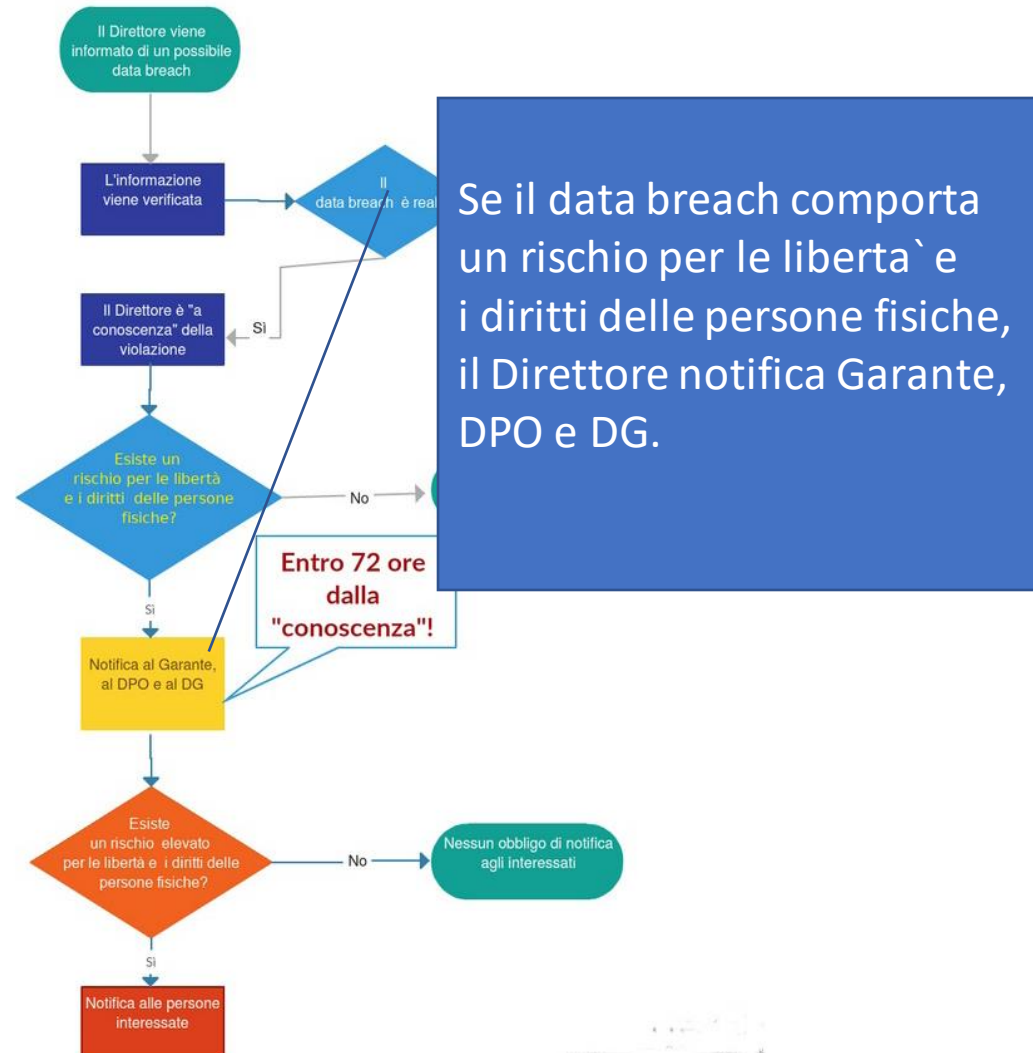 Il Direttore viene
informato di un possibile
data breach
L'informazione
viene verificata
Il
data breach è real
Se il data breach comporta
un rischio per le liberta` e
i diritti delle persone fisiche,
il Direttore notifica Garante,
DPO e DG.
Il Direttore è "a
conoscenza" della
violazione
Sì
Esiste un
rischio per le libertà
e i diritti delle persone
fisiche?
No
Entro 72 ore
dalla
"conoscenza"!
Sì
Notifica al Garante,
al DPO e al DG
Esiste
un rischio elevato
per le libertà e i diritti delle
persone fisiche?
No
Nessun obbligo di notifica
agli interessati
Sì
Notifica alle persone
interessate